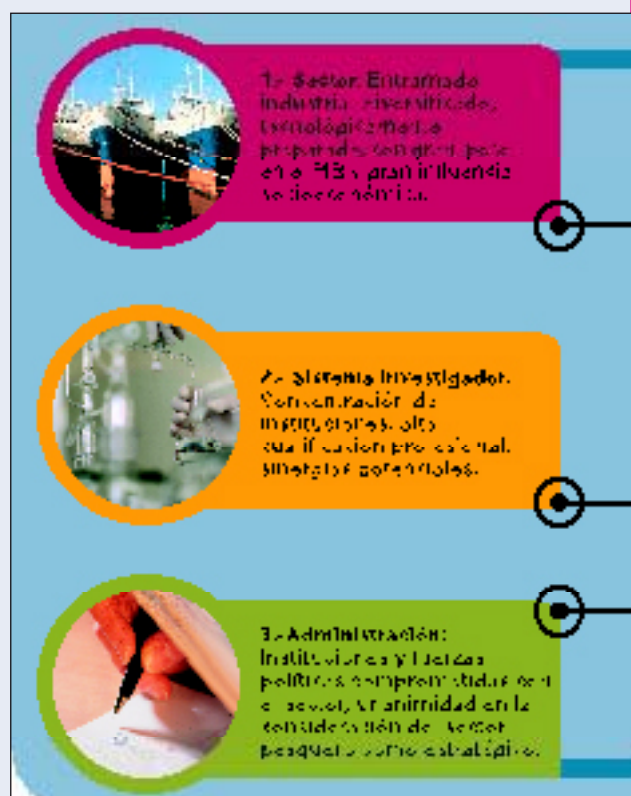 1.- Sector: Entramado
industrial diversificado,
tecnológicamente
preparado, con gran peso
en el PIB y gran influencia
socioeconómica.
2.- Sistema investigador.
Concentración de
instituciones, alta
cualificación profesional,
sinergias potenciales.
3.- Administración:
Instituciones y fuerzas
políticas comprometidas con
el sector, unanimidad en la
consideración del sector
pesquero como estratégico.